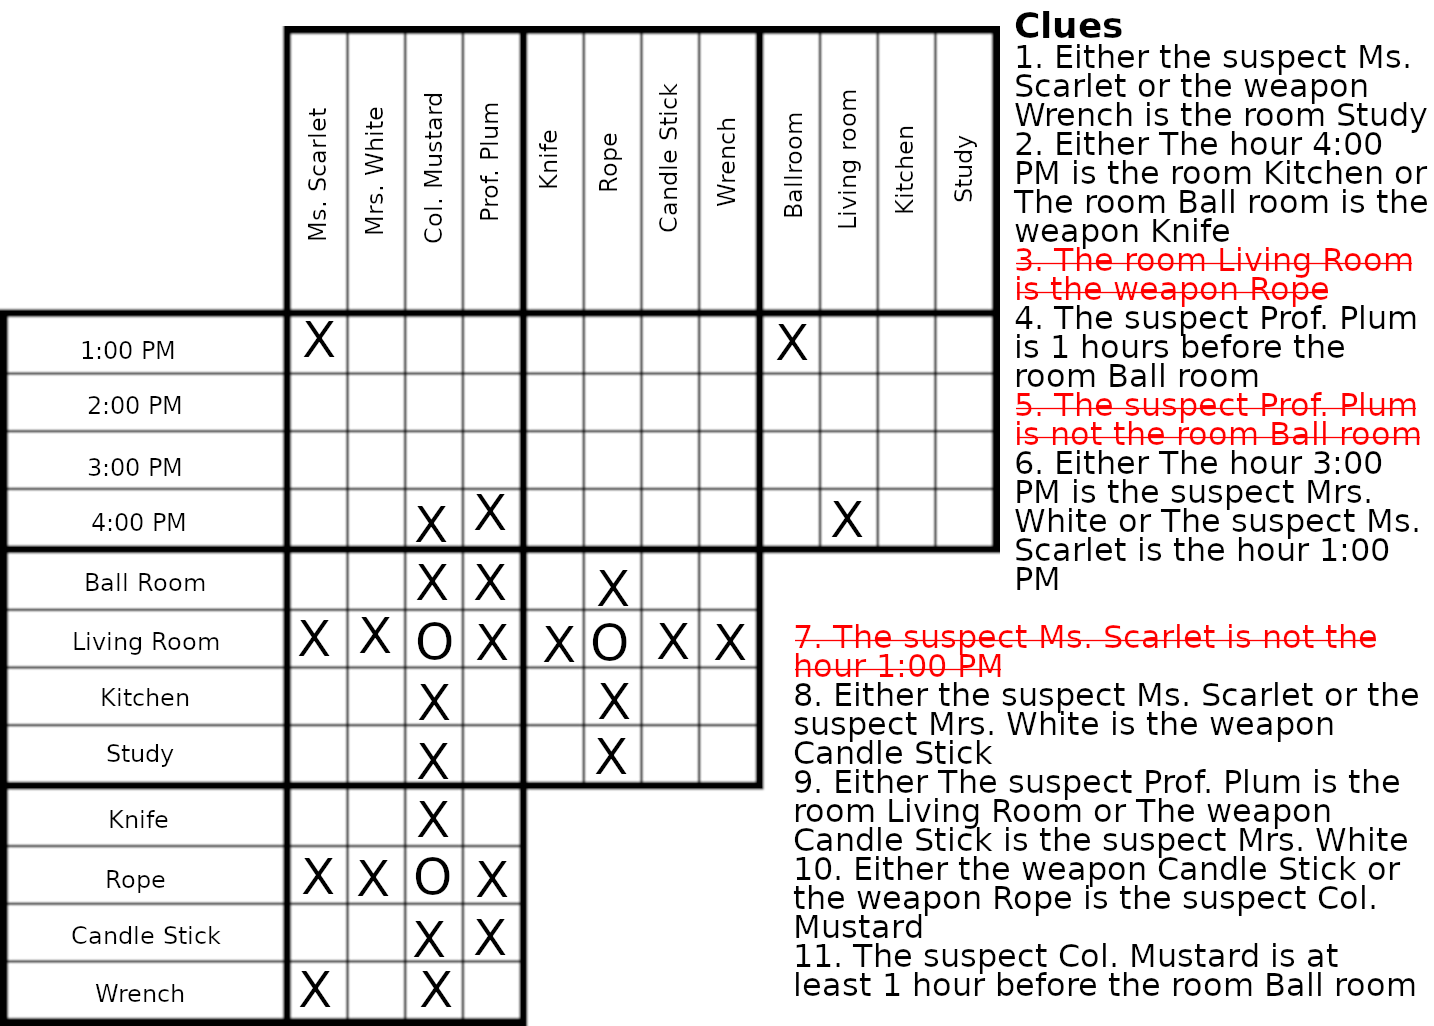 Clues
1. Either the suspect Ms.
Scarlet or the weapon
Wrench is the room Study
2. Either The hour 4:00
PM is the room Kitchen or
The room Ball room is the
weapon Knife
3. The room Living Room
is the weapon Rope
4. The suspect Prof. Plum
is 1 hours before the
room Ball room
5. The suspect Prof. Plum
is not the room Ball room
6. Either The hour 3:00
PM is the suspect Mrs.
White or The suspect Ms.
Scarlet is the hour 1:00
PM
7. The suspect Ms. Scarlet is not the
hour 1:00 PM
8. Either the suspect Ms. Scarlet or the
suspect Mrs. White is the weapon
Candle Stick
9. Either The suspect Prof. Plum is the
room Living Room or The weapon
Candle Stick is the suspect Mrs. White
10. Either the weapon Candle Stick or
the weapon Rope is the suspect Col.
Mustard
11. The suspect Col. Mustard is at
least 1 hour before the room Ball room
Ms. Scarlet
Mrs. White
Col. Mustard
Prof. Plum
Knife
Rope
Candle Stick
Wrench
Ballroom
Living room
Kitchen
Study
1:00 PM X X
2:00 PM
3:00 PM
4:00 PM X X X
Ball Room X X X
Living Room X X O X X O X X
Kitchen X X
Study X X
Knife X
Rope X X O X
Candle Stick X X
Wrench X X